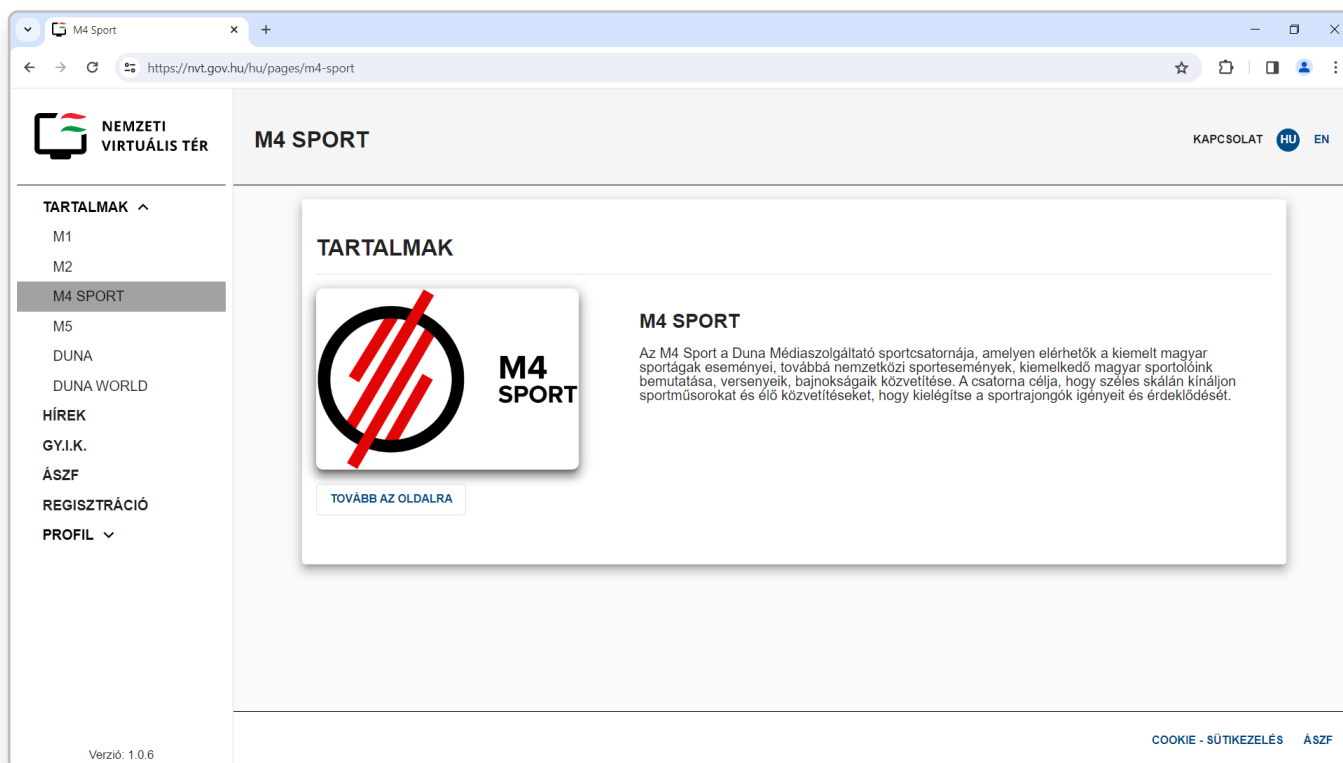 M4 Sport
https://nvt.gov.hu/hu/pages/m4-sport
NEMZETI
VIRTUÁLIS TÉR
M4 SPORT
KAPCSOLAT HU EN
TARTALMAK
M1
M2
M4 SPORT
M5
DUNA
DUNA WORLD
HÍREK
GY.I.K.
ÁSZF
REGISZTRÁCIÓ
PROFIL
Verzió: 1.0.6
TARTALMAK
M4
SPORT
TOVÁBB AZ OLDALRA
M4 SPORT
Az M4 Sport a Duna Médiaszolgáltató sportcsatornája, amelyen elérhetők a kiemelt magyar
sportágak eseményei, továbbá nemzetközi sportesemények, kiemelkedő magyar sportolóink
bemutatása, versenyeik, bajnokságaik közvetítése. A csatorna célja, hogy széles skálán kínáljon
sportműsorokat és élő közvetítéseket, hogy kielégítse a sportrajongók igényeit és érdeklődését.
COOKIE - SÜTIKEZELÉS ÁSZF